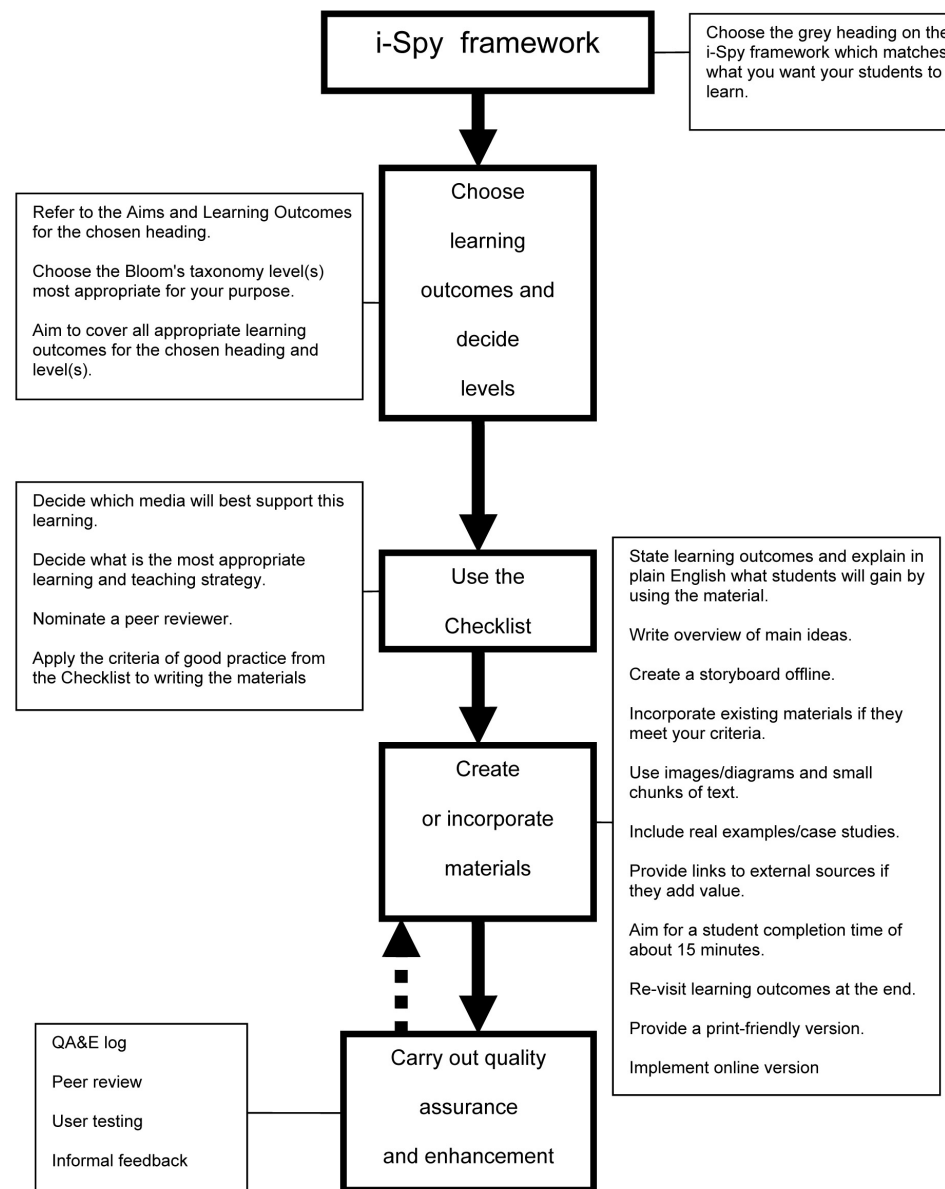 i-Spy framework
Choose the grey heading on the
i-Spy framework which matches
what you want your students to
learn.
Choose
learning
outcomes and
decide
levels
Refer to the Aims and Learning Outcomes
for the chosen heading.
Choose the Bloom's taxonomy level(s)
most appropriate for your purpose.
Aim to cover all appropriate learning
outcomes for the chosen heading and
level(s).
Use the
Checklist
Decide which media will best support this
learning.
Decide what is the most appropriate
learning and teaching strategy.
Nominate a peer reviewer.
Apply the criteria of good practice from
the Checklist to writing the materials
Create
or incorporate
materials
State learning outcomes and explain in
plain English what students will gain by
using the material.
Write overview of main ideas.
Create a storyboard offline.
Incorporate existing materials if they
meet your criteria.
Use images/diagrams and small
chunks of text.
Include real examples/case studies.
Provide links to external sources if
they add value.
Aim for a student completion time of
about 15 minutes.
Re-visit learning outcomes at the end.
Provide a print-friendly version.
Implement online version
Carry out quality
assurance
and enhancement
QA&E log
Peer review
User testing
Informal feedback